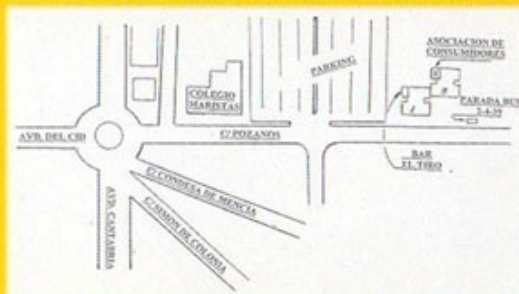 ASOCIACION DE
CONSUMIDORES
PARKING
COLEGIO
MARISTAS
PARADA BUS
AVD. DEL CID
C/ POZANOS
BAR
EL TIRO
C/ CONDESA DE MENCIA
C/ SIMON DE COLONIA
AVD. CANTABRIA